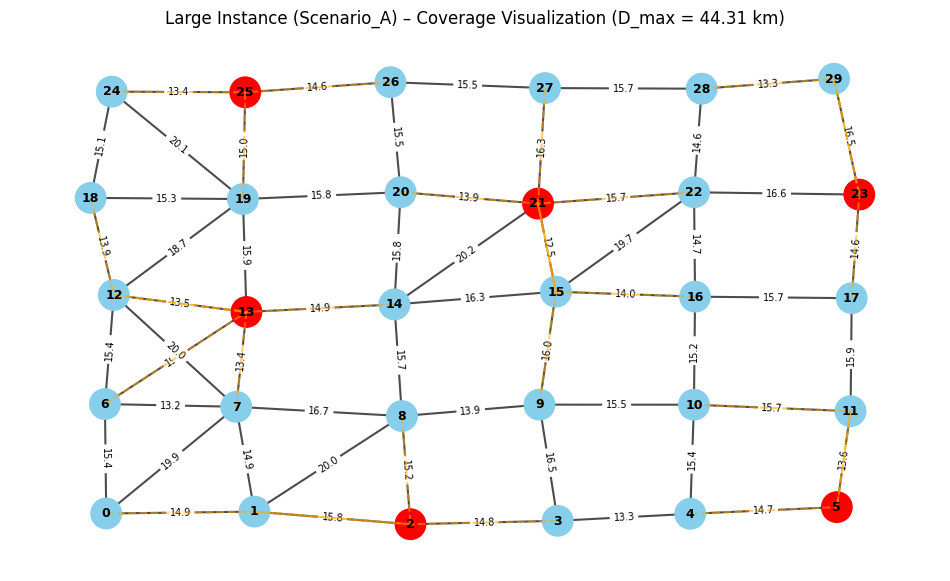 Large Instance (Scenario_A) – Coverage Visualization (D_max = 44.31 km)
24 13.4 25 14.6 26 15.5 27 15.7 28 13.3 29
15.1 20.1 15.0 15.5 16.3 14.6 16.5
18 15.3 19 15.8 20 13.9 21 15.7 22 16.6 23
13.9 18.7 15.9 15.8 20.2 12.5 19.7 14.7 14.6
12 13.5 13 14.9 14 16.3 15 14.0 16 15.7 17
15.4 20.0 13.4 15.7 16.0 15.2 15.9
6 13.2 7 16.7 8 13.9 9 15.5 10 15.7 11
15.4 19.9 14.9 20.0 15.2 16.5 15.4 13.6
0 14.9 1 15.8 2 14.8 3 13.3 4 14.7 5